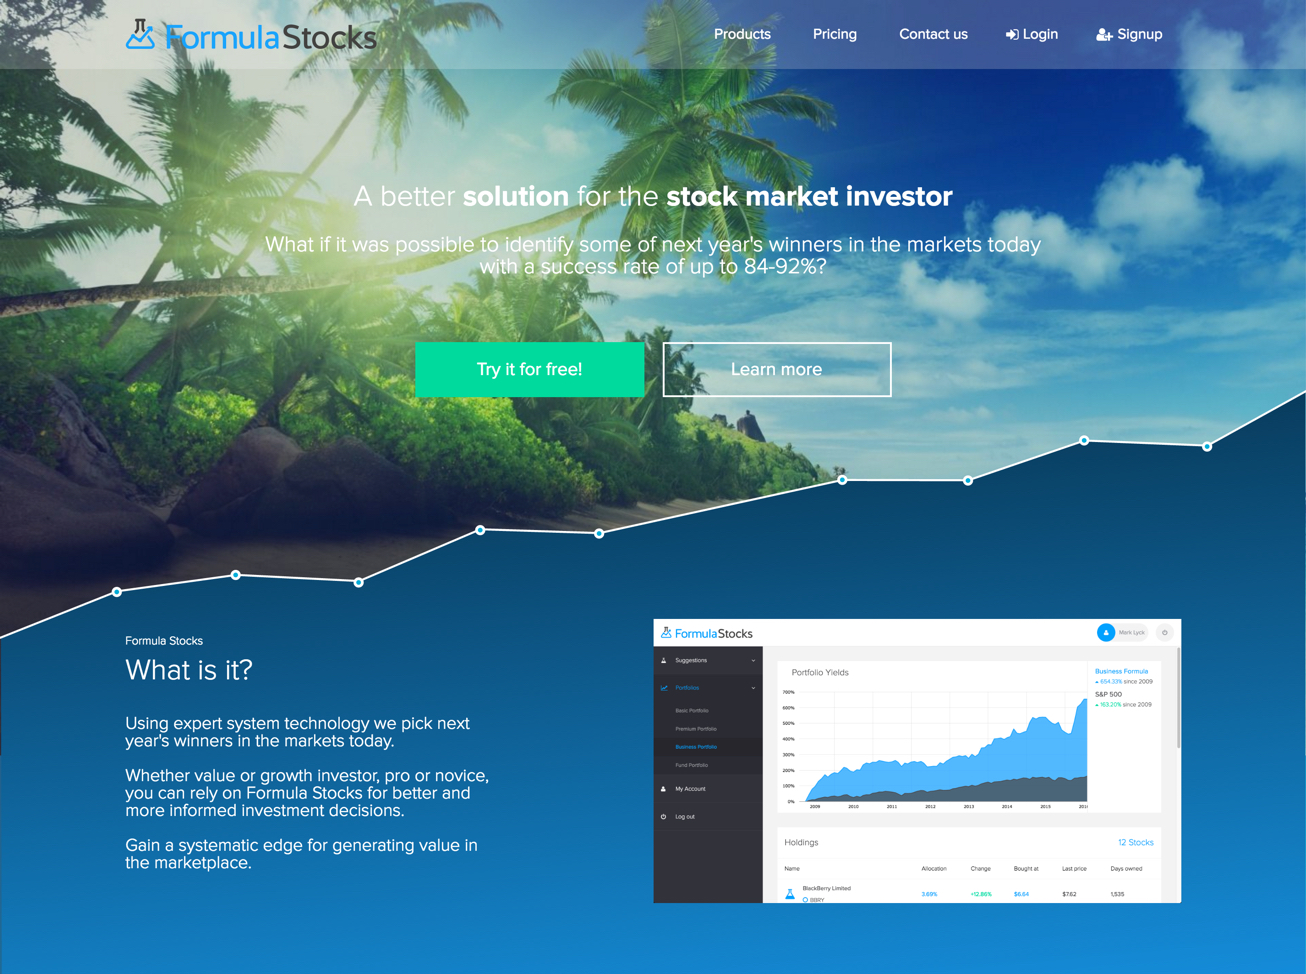 FormulaStocks
Products
Pricing
Contact us
Login
Signup
A better solution for the stock market investor
What if it was possible to identify some of next year's winners in the markets today
with a success rate of up to 84-92%?
Try it for free!
Learn more
Formula Stocks
What is it?
Using expert system technology we pick next
year's winners in the markets today.
Whether value or growth investor, pro or novice,
you can rely on Formula Stocks for better and
more informed investment decisions.
Gain a systematic edge for generating value in
the marketplace.
FormulaStocks
Mark Lyck
Suggestions
Portfolios
Basic Portfolio
Premium Portfolio
Business Portfolio
Fund Portfolio
My Account
Log out
Portfolio Yields
700%
600%
500%
400%
300%
200%
100%
0%
2009 2010 2011 2012 2013 2014 2015 201
Business Formula
654.33% since 2009
S&P 500
163.20% since 2009
Holdings
12 Stocks
Name Allocation Change Bought at Last price Days owned
BlackBerry Limited
BBRY
3.69% +12.86% $6.64 $7.62 1,535